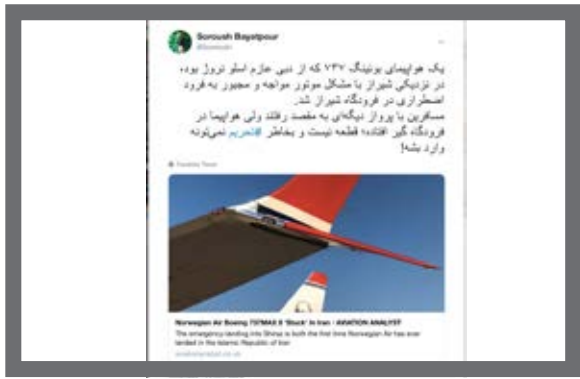 Soroush Bayatpour
یک هواپیمای بوئینگ ۷۳۷ که از دبی عازم اسلو نروژ بود،
در نزدیکی شیراز با مشکل موتور مواجه و مجبور به فرود
اضطراری در فرودگاه شیراز شد.
مسافرین با پرواز دیگه‌ای به مقصد رفتند ولی هواپیما در
فرودگاه گیر افتاده؛ قطعه نیست و بخاطر #تحریم نمی‌تونه
وارد بشه!
Norwegian Air Boeing 737MAX 8 'Stuck' in Iran - AVIATION ANALYST
The emergency landing into Shiraz is both the first time Norwegian Air has ever
landed in the Islamic Republic of Iran